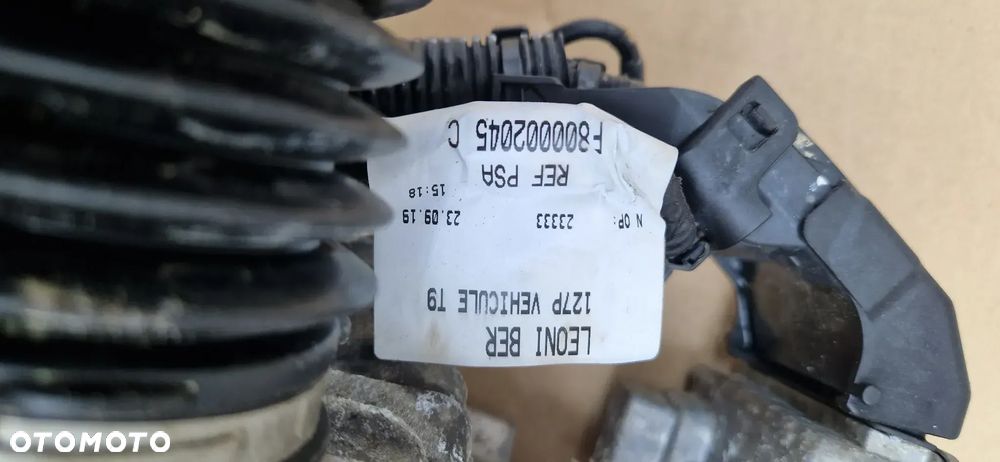 LEONI BER
127P VEHICULE T9
N OP: 23333 23.09.19 15:18
REF PSA
F800002045 C
OTOMOTO